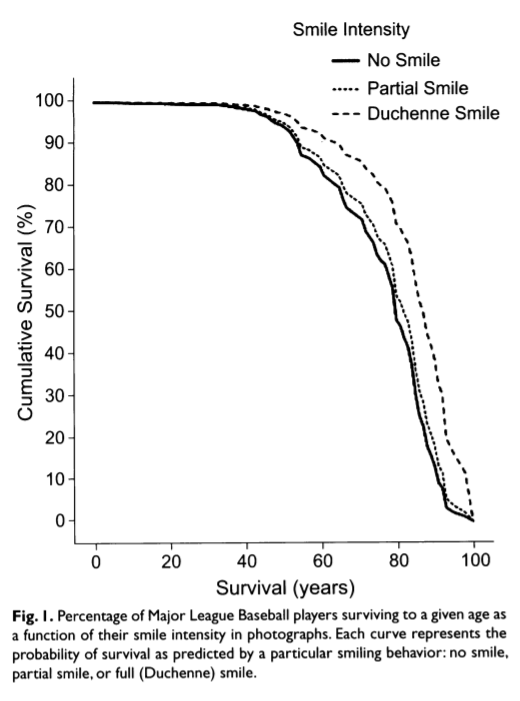 Smile Intensity
No Smile
Partial Smile
Duchenne Smile
100
90
80
70
60
50
40
30
20
10
0
Cumulative Survival (%)
0 20 40 60 80 100
Survival (years)
Fig. 1. Percentage of Major League Baseball players surviving to a given age as
a function of their smile intensity in photographs. Each curve represents the
probability of survival as predicted by a particular smiling behavior: no smile,
partial smile, or full (Duchenne) smile.